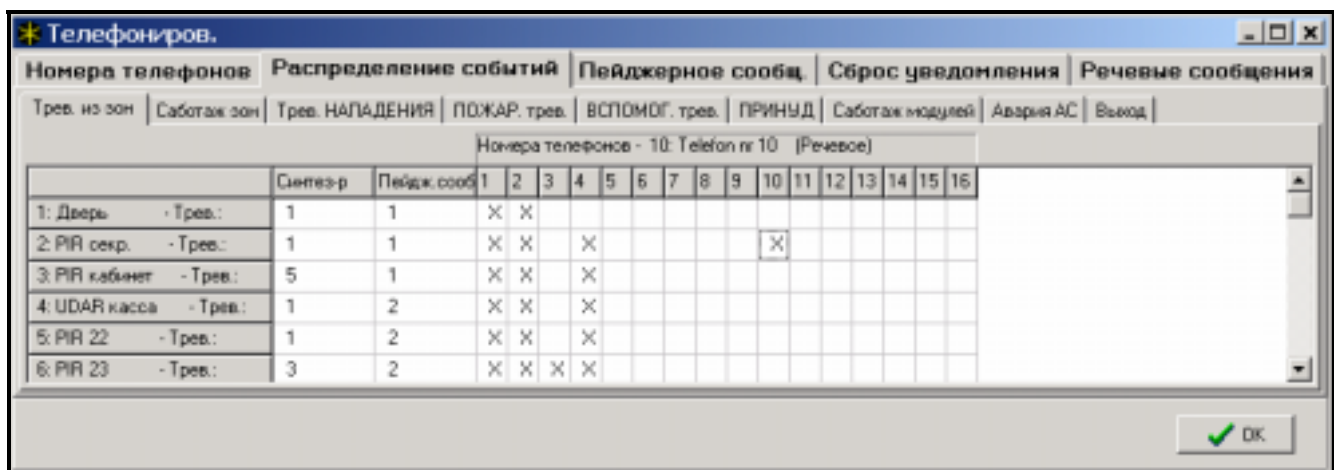 Телефониров.
Номера телефонов Распределение событий Пейджерное сообщ. Сброс уведомления Речевые сообщения
Трев. из зон Саботаж зон Трев. НАПАДЕНИЯ ПОЖАР. трев. ВСПОМОГ. трев. ПРИНУД Саботаж модулей Авария АС Выход
Номера телефонов - 10: Telefon nr 10 (Речевое)
Синтез-р Пейдж.сооб 1 2 3 4 5 6 7 8 9 10 11 12 13 14 15 16
1: Дверь - Трев.: 1 1 X X
2: PIR секр. - Трев.: 1 1 X X X X
3: PIR кабинет - Трев.: 5 1 X X X
4: UDAR касса - Трев.: 1 2 X X X
5: PIR 22 - Трев.: 1 2 X X X
6: PIR 23 - Трев.: 3 2 X X X X
OK